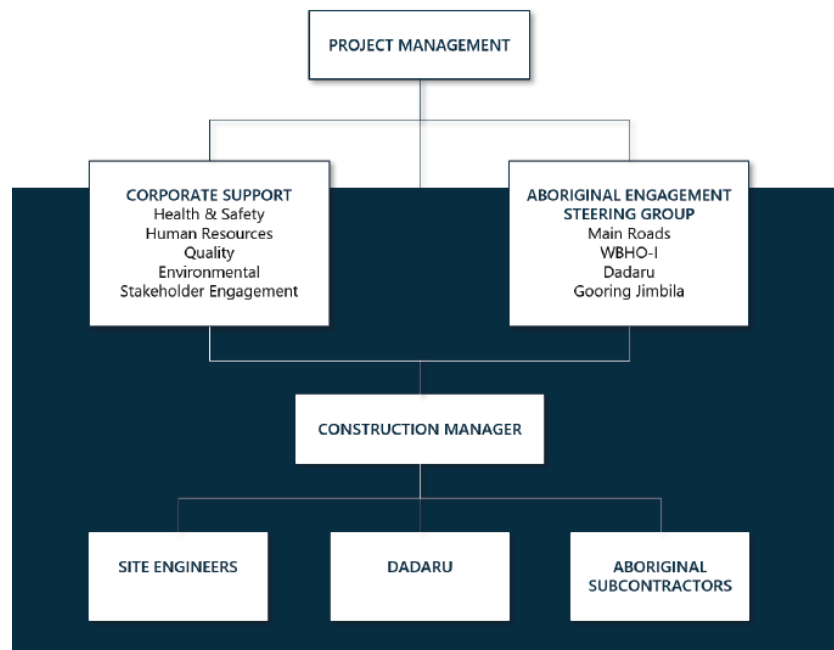 PROJECT MANAGEMENT
CORPORATE SUPPORT
Health & Safety
Human Resources
Quality
Environmental
Stakeholder Engagement
ABORIGINAL ENGAGEMENT
STEERING GROUP
Main Roads
WBHO-I
Dadaru
Gooring Jimbila
CONSTRUCTION MANAGER
SITE ENGINEERS
DADARU
ABORIGINAL
SUBCONTRACTORS